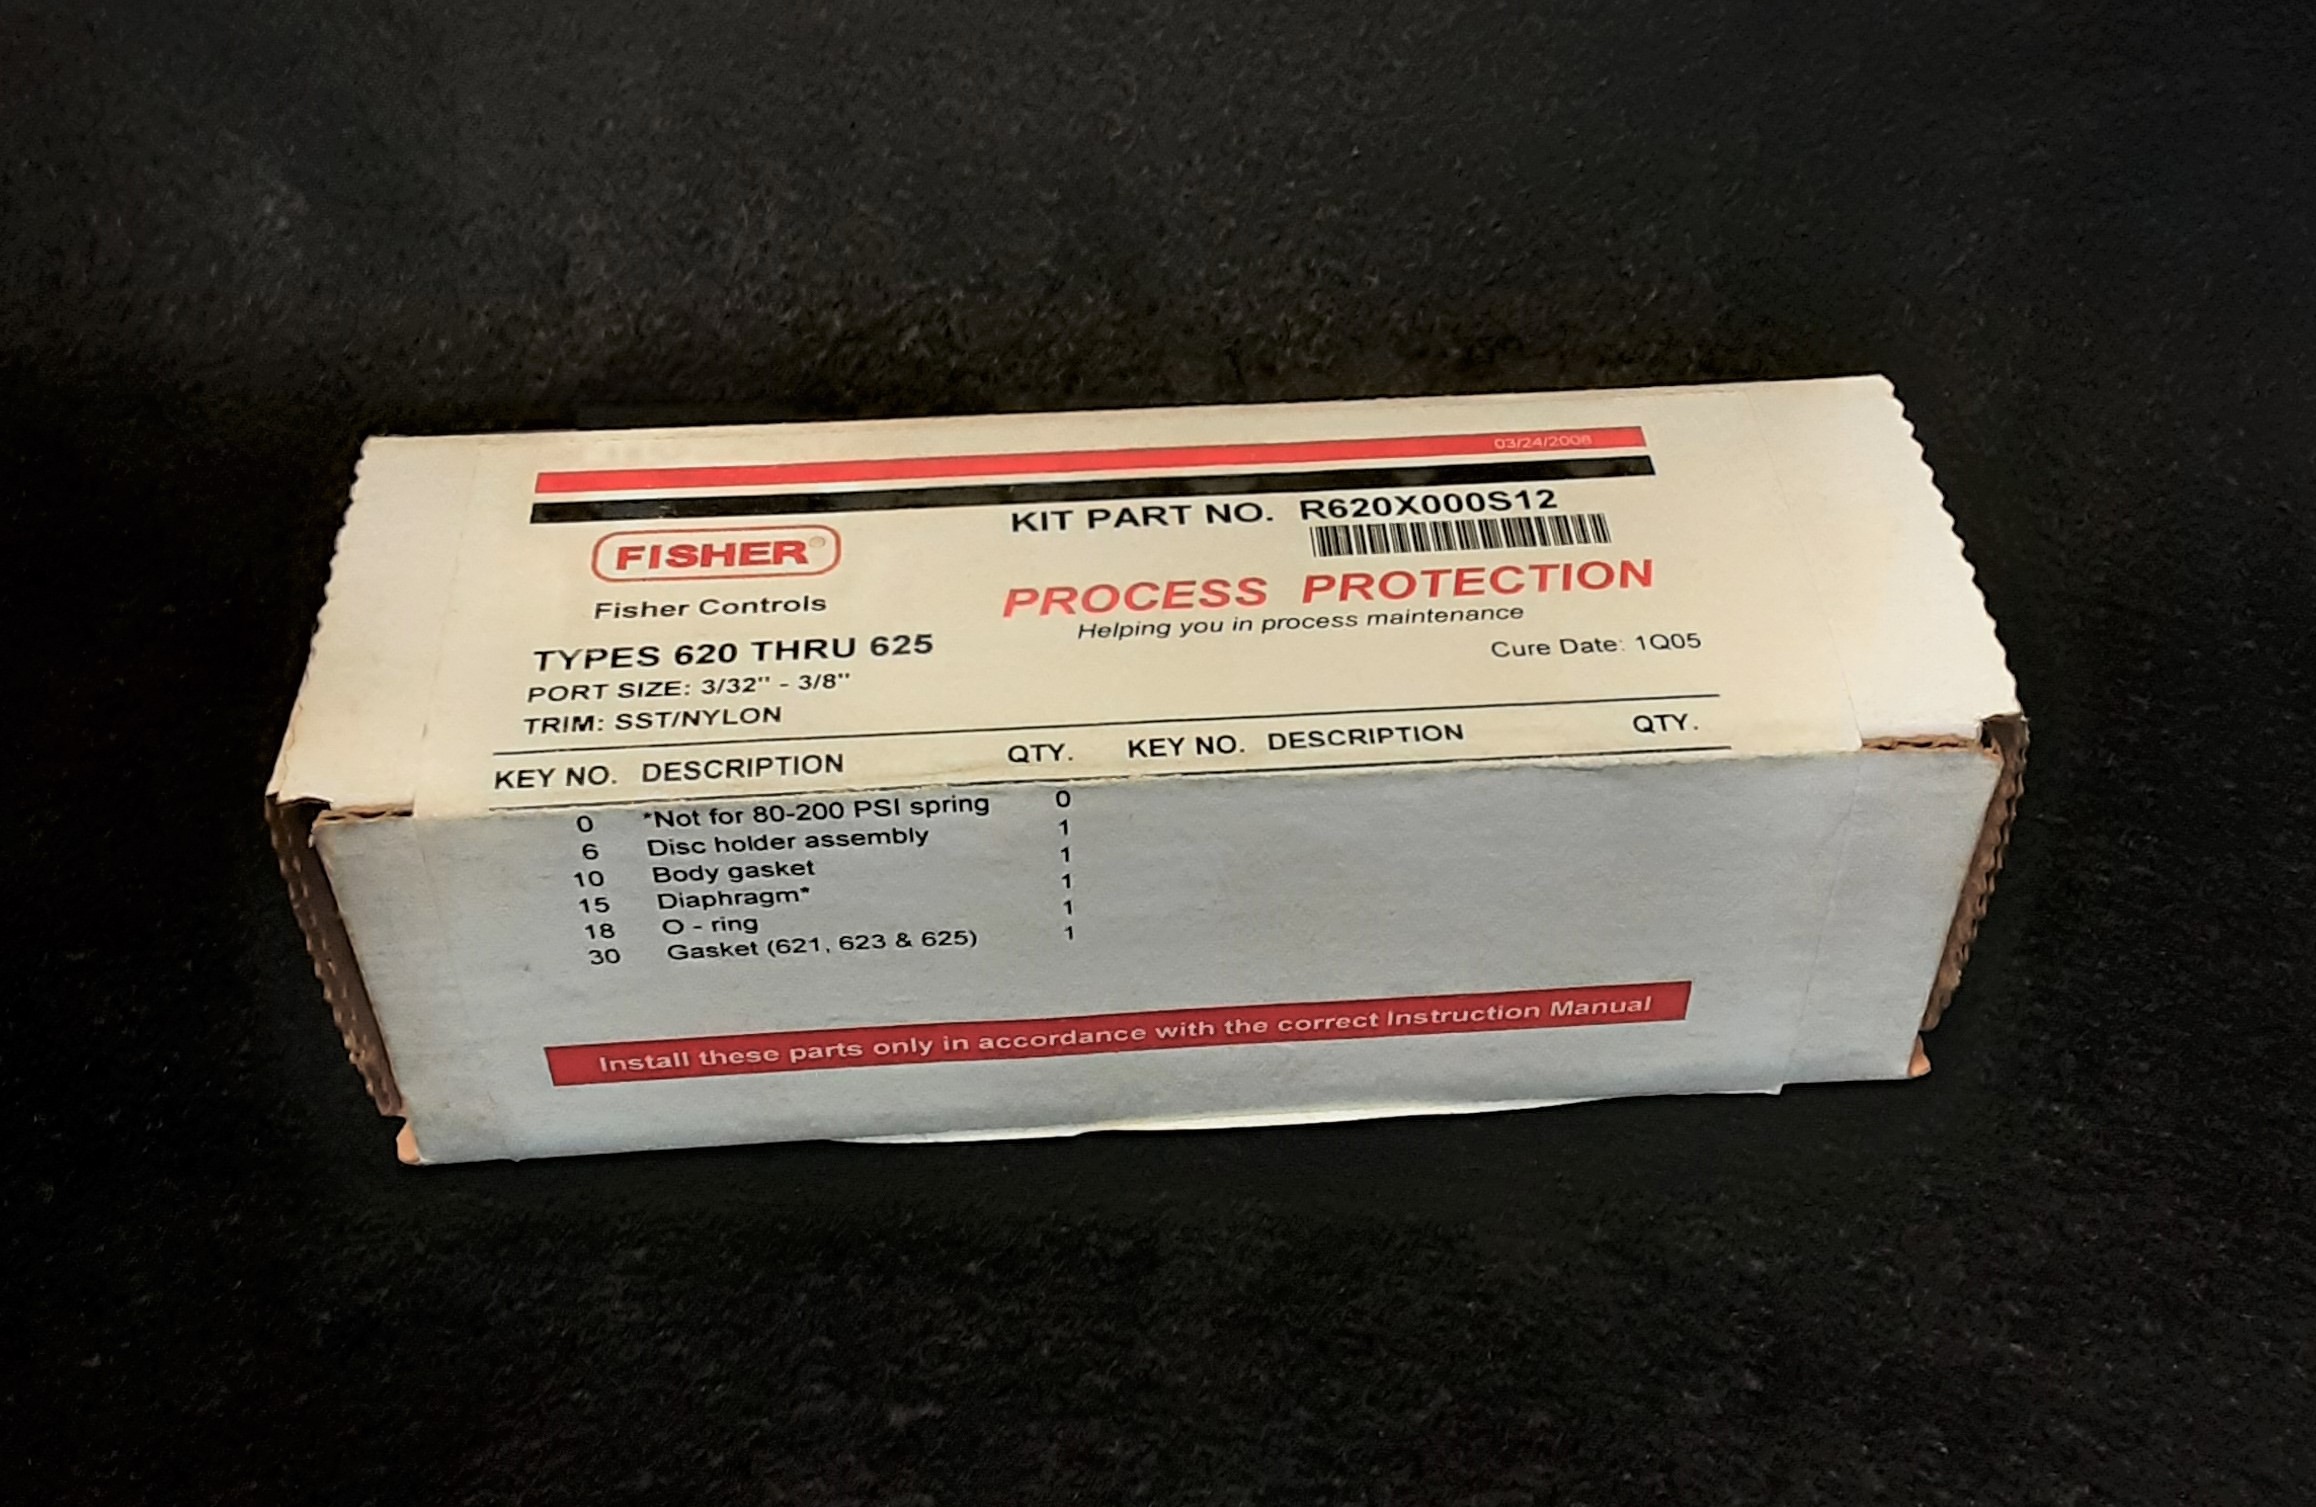 03/24/2008
KIT PART NO. R620X000S12
FISHER®
Fisher Controls
PROCESS PROTECTION
Helping you in process maintenance
TYPES 620 THRU 625
Cure Date: 1Q05
PORT SIZE: 3/32" - 3/8"
TRIM: SST/NYLON
KEY NO. DESCRIPTION QTY. KEY NO. DESCRIPTION QTY.
0 *Not for 80-200 PSI spring 0
6 Disc holder assembly 1
10 Body gasket 1
15 Diaphragm* 1
18 O - ring 1
30 Gasket (621, 623 & 625) 1
Install these parts only in accordance with the correct Instruction Manual